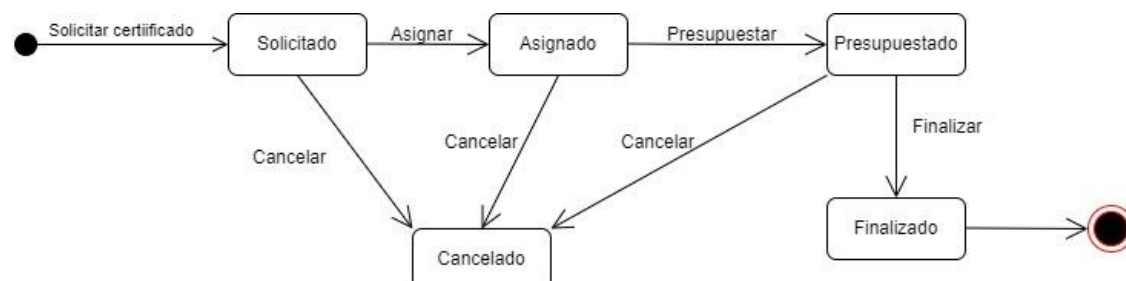 Solicitar certiificado
Solicitado
Asignar
Asignado
Presupuestar
Presupuestado
Cancelar
Cancelar
Cancelar
Finalizar
Cancelado
Finalizado